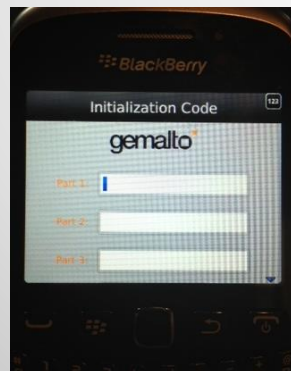 BlackBerry
Initialization Code
123
gemalto
Part 1:
Part 2:
Part 3: